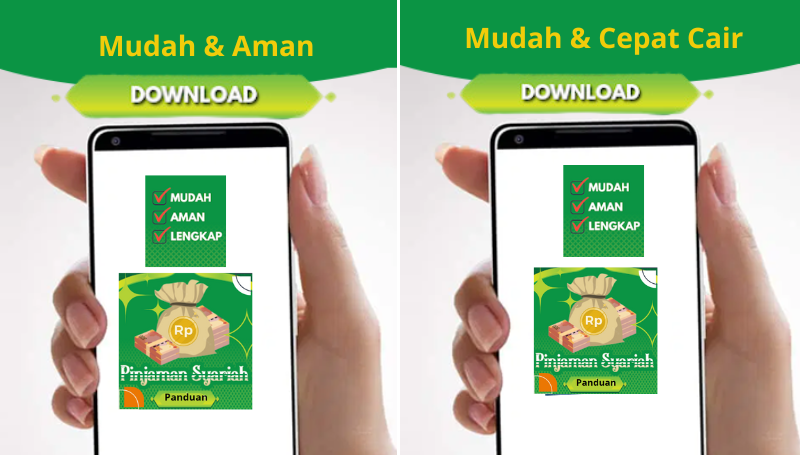 Mudah & Aman
DOWNLOAD
MUDAH
AMAN
LENGKAP
Rp
Pinjaman Syariah
Panduan
Mudah & Cepat Cair
DOWNLOAD
MUDAH
AMAN
LENGKAP
Rp
Pinjaman Syariah
Panduan